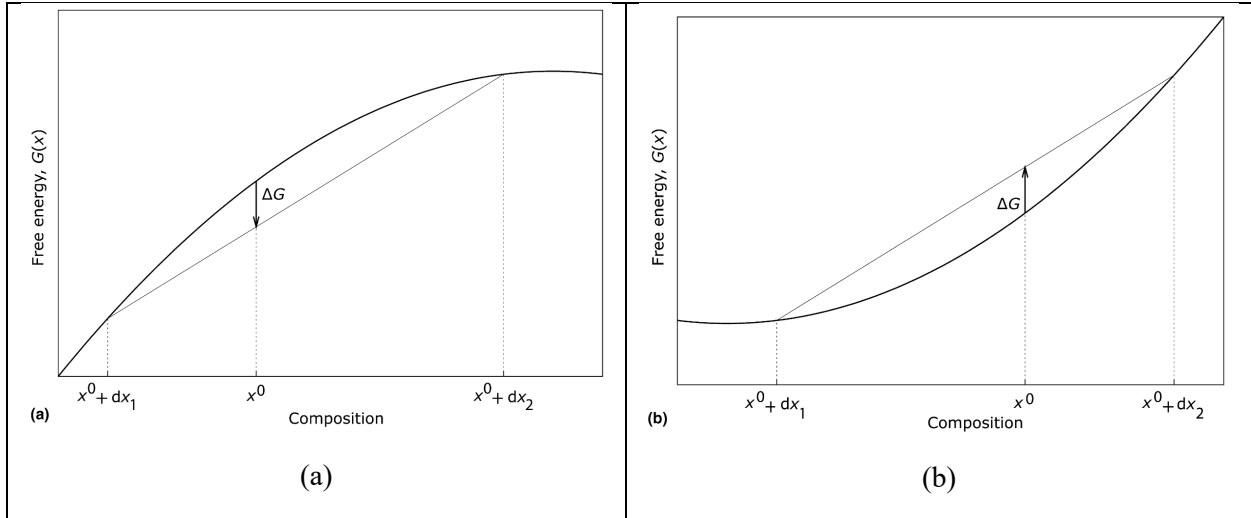 Free energy, G(x)
ΔG
x⁰ + dx₁
x⁰
x⁰ + dx₂
(a)
Composition
(a)
Free energy, G(x)
ΔG
x⁰ + dx₁
x⁰
x⁰ + dx₂
(b)
Composition
(b)